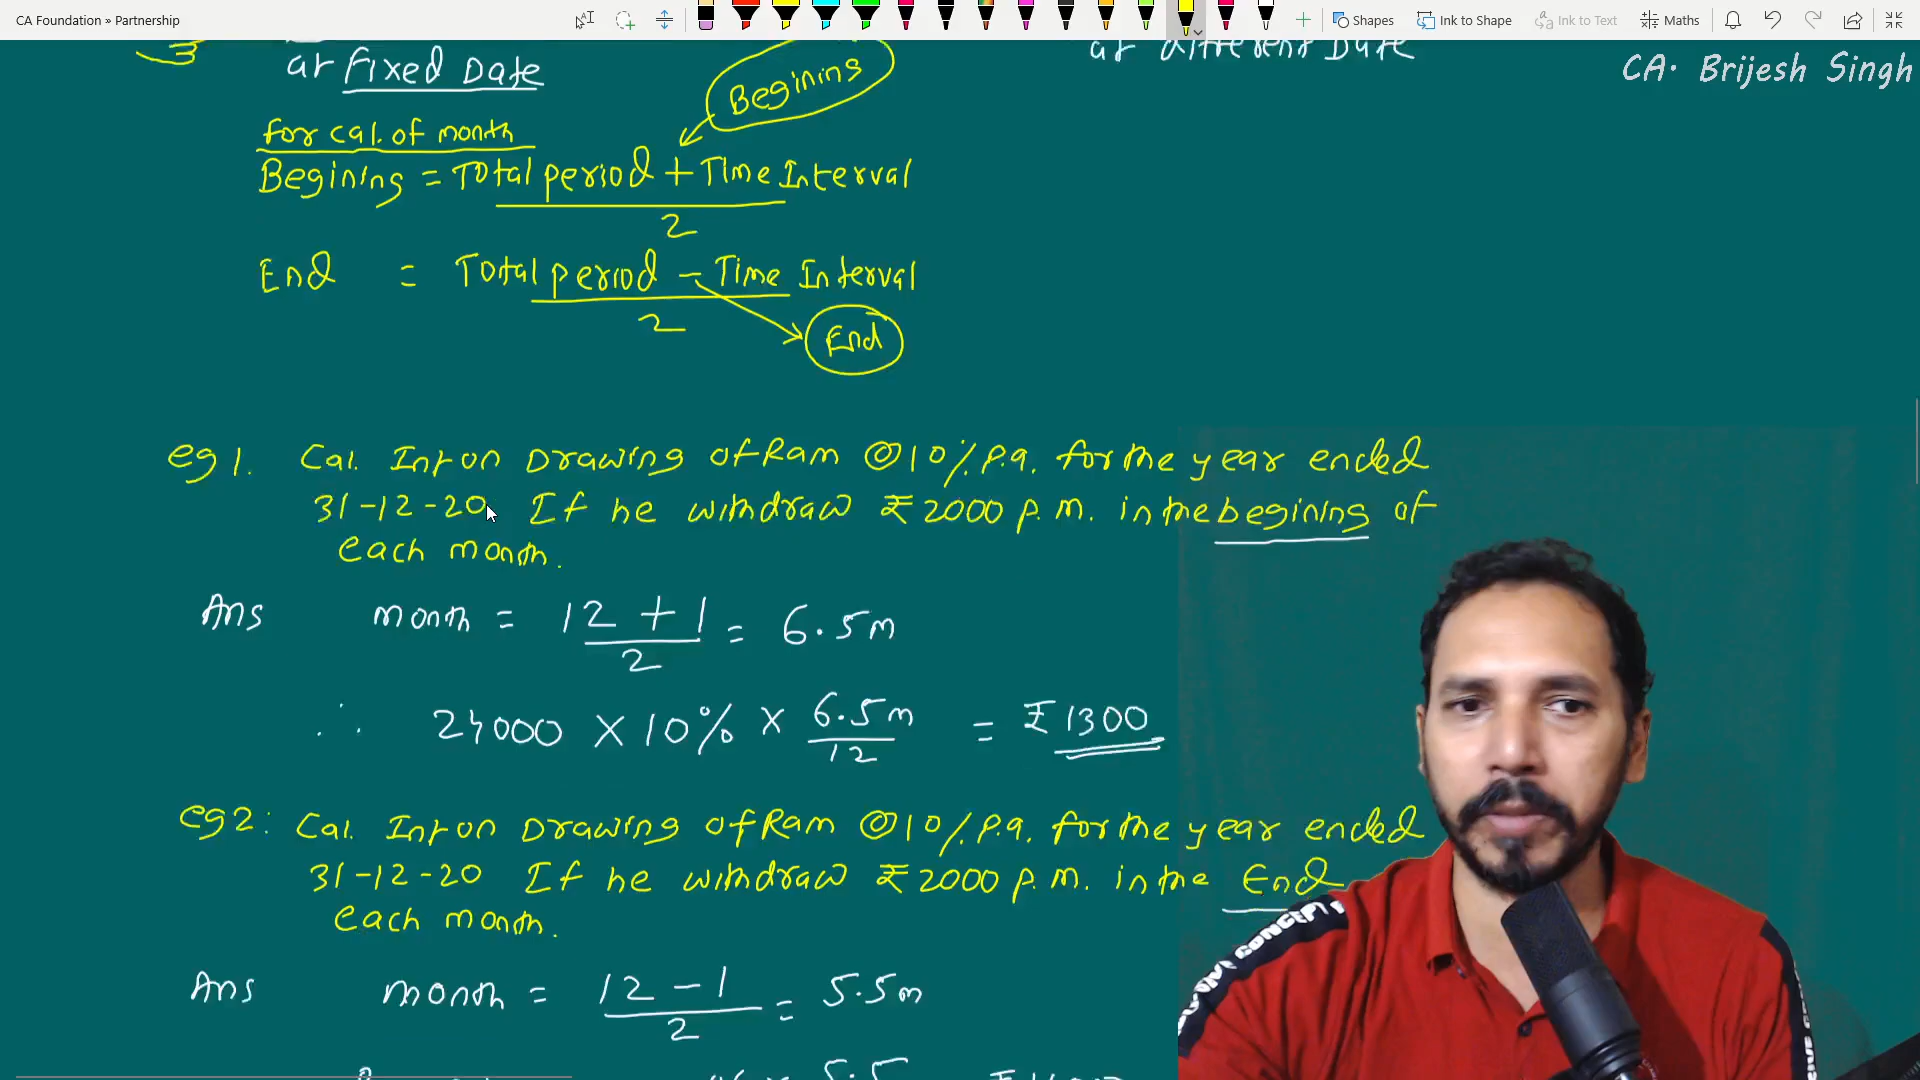 CA Foundation » Partnership
Shapes
Ink to Shape
Ink to Text
Maths
at Fixed Date
at Different Date
CA. Brijesh Singh
Begining
for cal. of month
Begining = Total period + Time Interval
2
End = Total period - Time Interval
2
End
eg 1. Cal. Int on Drawing of Ram @ 10% p.a. for the year ended
31-12-20 If he withdraw ₹ 2000 p.m. in the begining of
each month.
Ans month = 12 + 1 = 6.5m
2
∴ 24000 × 10% × 6.5m = ₹ 1300
12
eg 2: Cal. Int on Drawing of Ram @ 10% p.a. for the year ended
31-12-20 If he withdraw ₹ 2000 p.m. in the End
each month.
Ans month = 12 - 1 = 5.5m
2